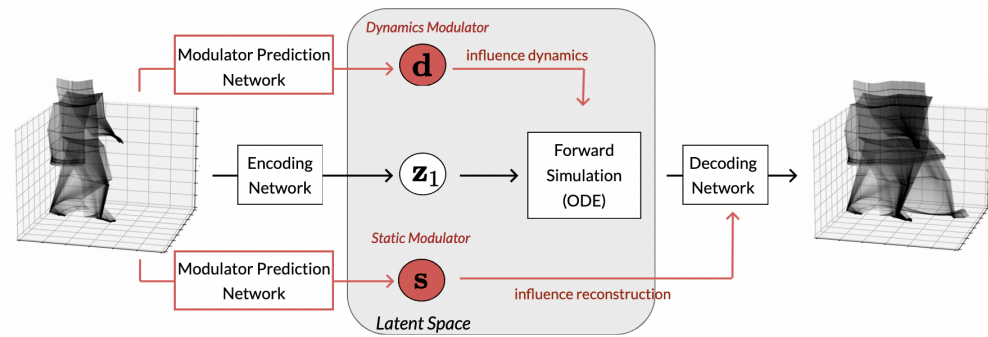 Dynamics Modulator
Modulator Prediction
Network
d
influence dynamics
Encoding
Network
z1
Forward
Simulation
(ODE)
Decoding
Network
Static Modulator
Modulator Prediction
Network
s
influence reconstruction
Latent Space